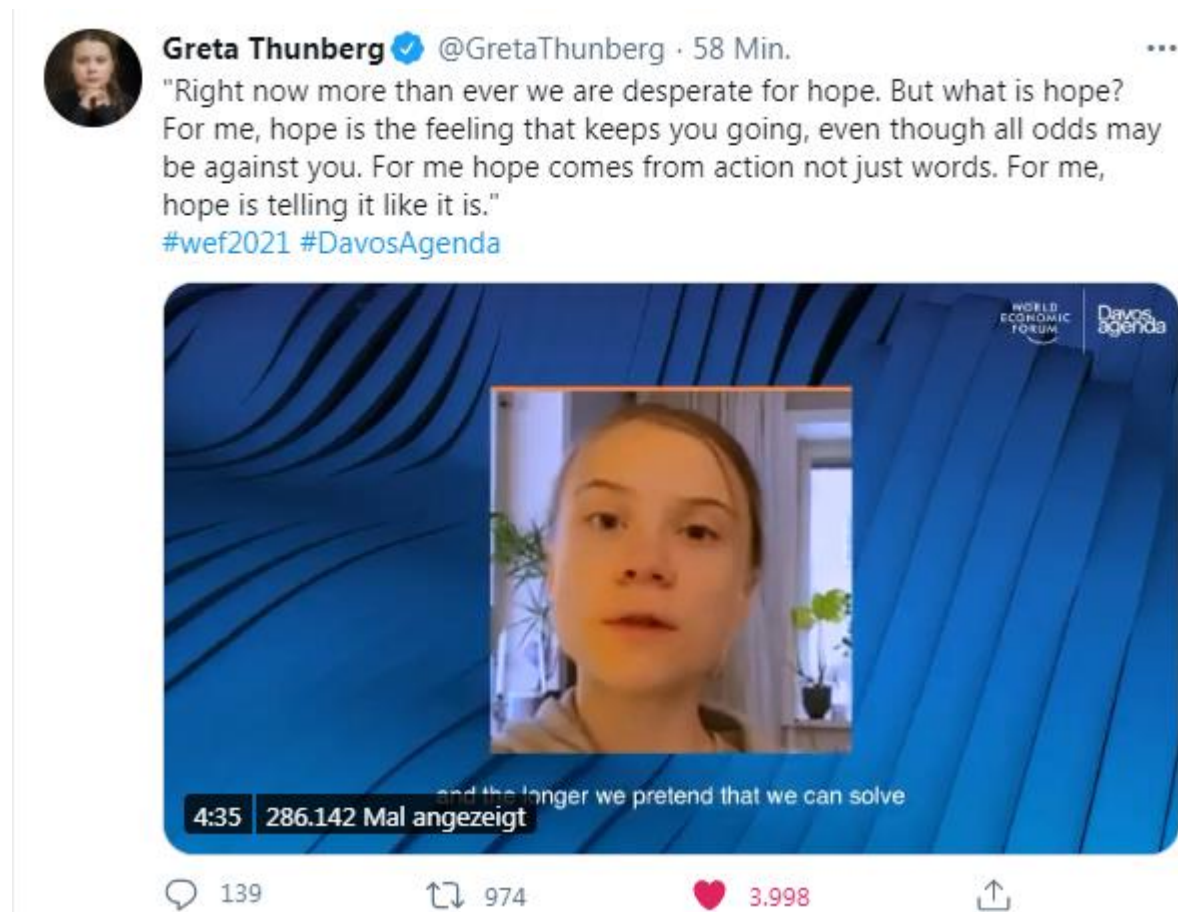 Greta Thunberg @GretaThunberg · 58 Min.
"Right now more than ever we are desperate for hope. But what is hope?
For me, hope is the feeling that keeps you going, even though all odds may
be against you. For me hope comes from action not just words. For me,
hope is telling it like it is."
#wef2021 #DavosAgenda
WORLD
ECONOMIC
FORUM
Davos
agenda
and the longer we pretend that we can solve
4:35 286.142 Mal angezeigt
139 974 3.998